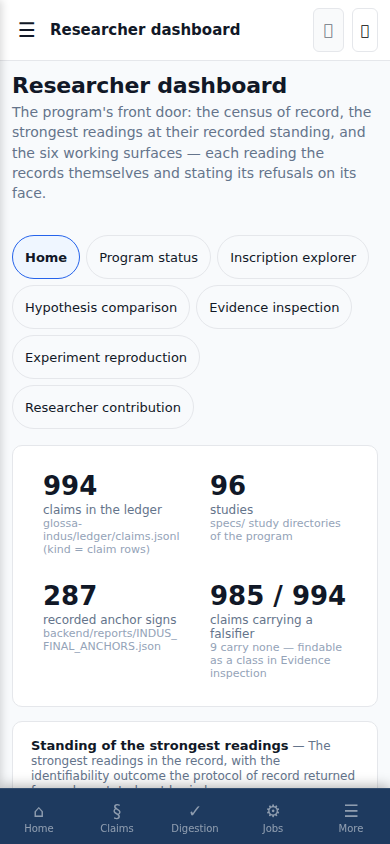 Researcher dashboard
Researcher dashboard
The program's front door: the census of record, the
strongest readings at their recorded standing, and
the six working surfaces — each reading the
records themselves and stating its refusals on its
face.
Home
Program status
Inscription explorer
Hypothesis comparison
Evidence inspection
Experiment reproduction
Researcher contribution
994
claims in the ledger
glossa-
indus/ledger/claims.jsonl
(kind = claim rows)
96
studies
specs/ study directories
of the program
287
recorded anchor signs
backend/reports/INDUS_
FINAL_ANCHORS.json
985 / 994
claims carrying a
falsifier
9 carry none — findable
as a class in Evidence
inspection
Standing of the strongest readings — The
strongest readings in the record, with the
identifiability outcome the protocol of record returned
Home
§
Claims
Digestion
Jobs
More